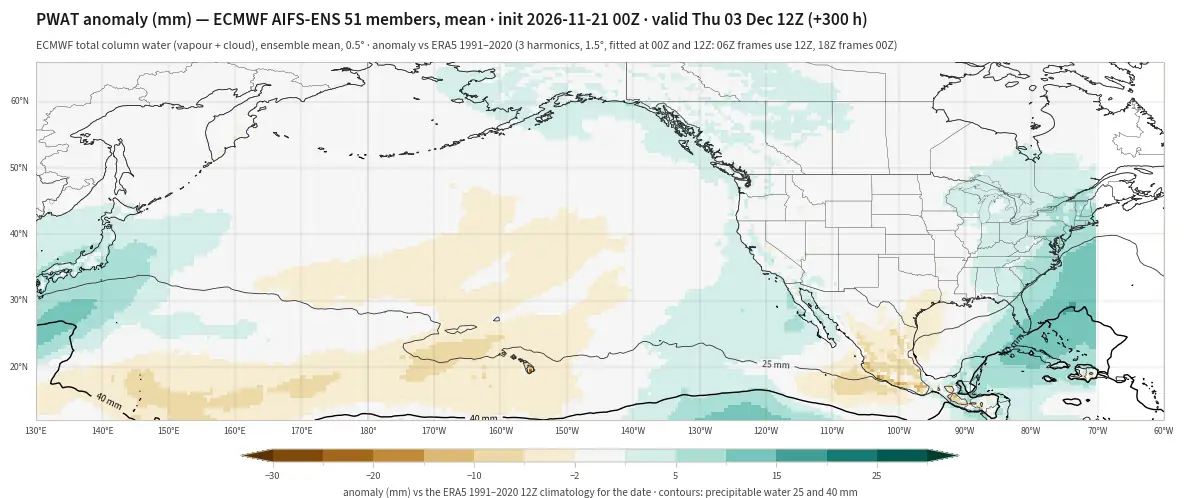 PWAT anomaly (mm) — ECMWF AIFS-ENS 51 members, mean · init 2026-11-21 00Z · valid Thu 03 Dec 12Z (+300 h)
ECMWF total column water (vapour + cloud), ensemble mean, 0.5° · anomaly vs ERA5 1991–2020 (3 harmonics, 1.5°, fitted at 00Z and 12Z: 06Z frames use 12Z, 18Z frames 00Z)
60°N
50°N
40°N
30°N
20°N
25 mm
40 mm
40 mm
130°E 140°E 150°E 160°E 170°E 180° 170°W 160°W 150°W 140°W 130°W 120°W 110°W 100°W 90°W 80°W 70°W 60°W
−30 −20 −10 −2 5 15 25
anomaly (mm) vs the ERA5 1991–2020 12Z climatology for the date · contours: precipitable water 25 and 40 mm